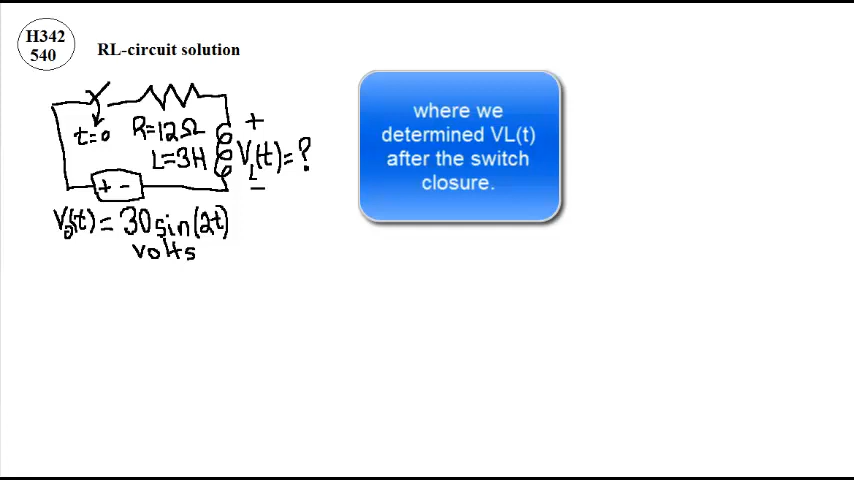 H342
540
RL-circuit solution
t=0
R=12Ω
L=3H
+
VL(t)=?
−
+ -
V0(t)=30sin(2t)
volts
where we
determined VL(t)
after the switch
closure.